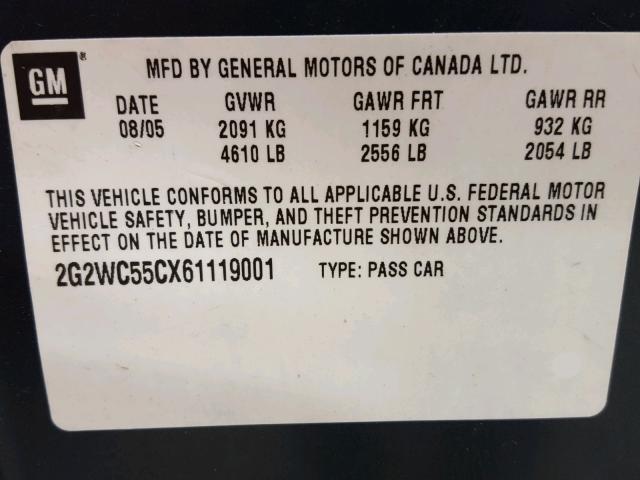 GM®
MFD BY GENERAL MOTORS OF CANADA LTD.
DATE GVWR GAWR FRT GAWR RR
08/05 2091 KG 1159 KG 932 KG
4610 LB 2556 LB 2054 LB
THIS VEHICLE CONFORMS TO ALL APPLICABLE U.S. FEDERAL MOTOR
VEHICLE SAFETY, BUMPER, AND THEFT PREVENTION STANDARDS IN
EFFECT ON THE DATE OF MANUFACTURE SHOWN ABOVE.
2G2WC55CX61119001 TYPE: PASS CAR